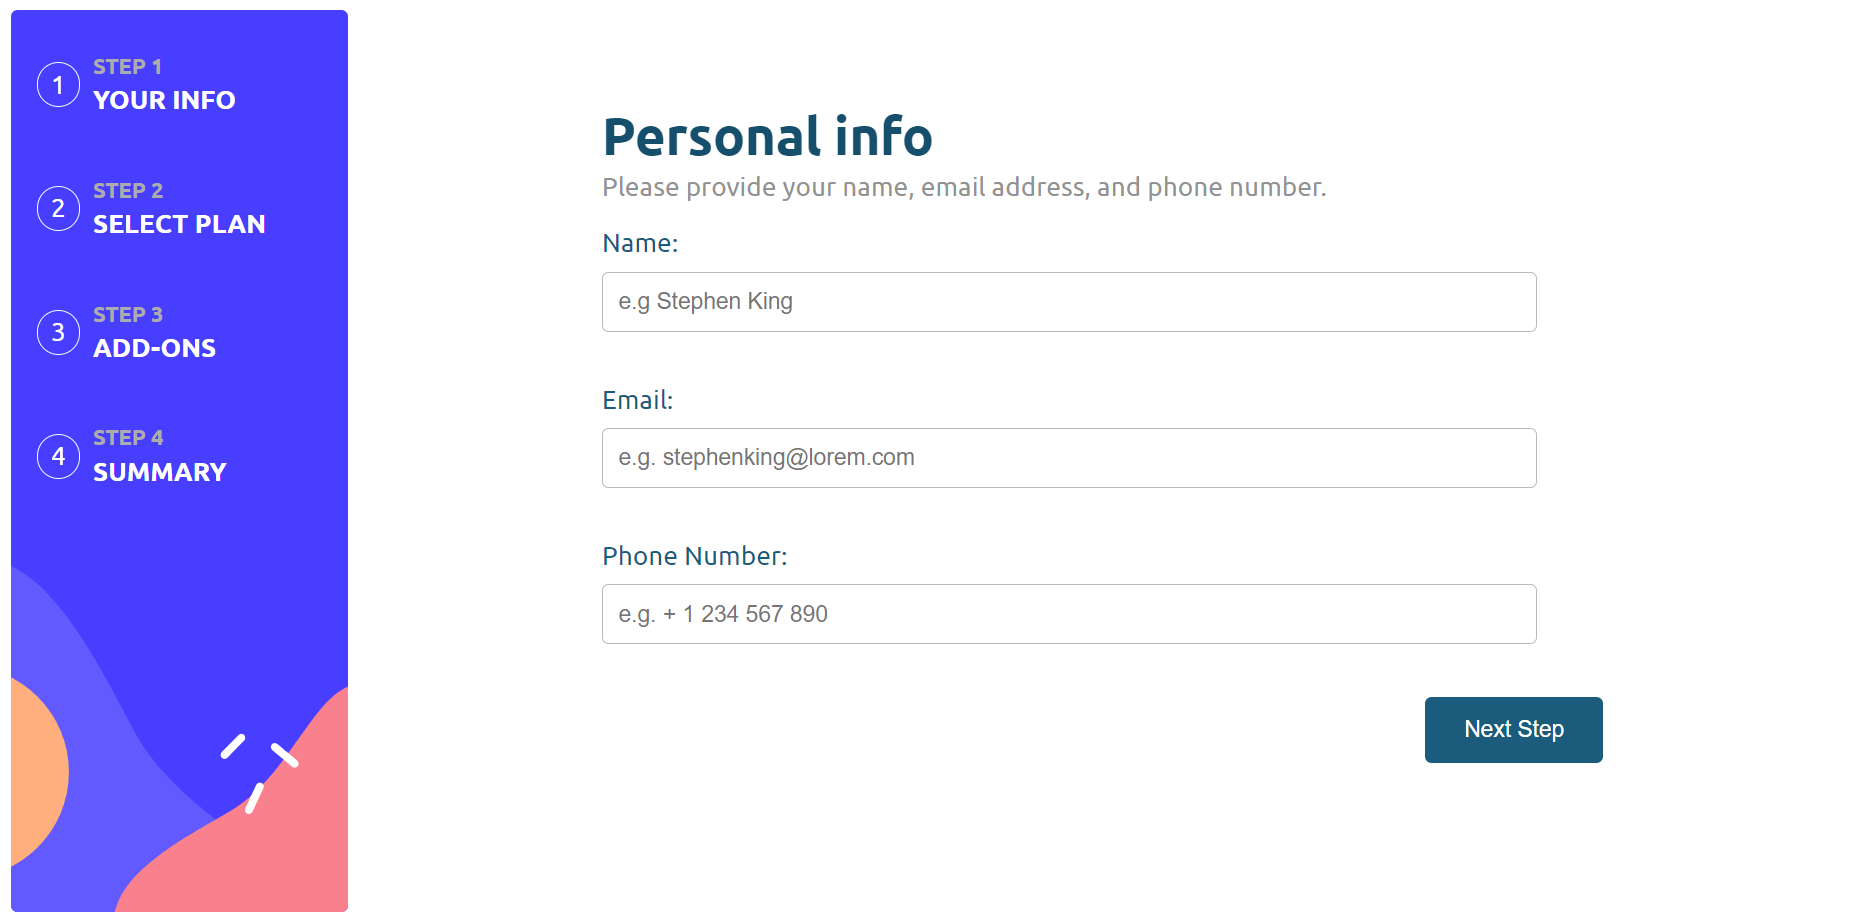 1
STEP 1
YOUR INFO
2
STEP 2
SELECT PLAN
3
STEP 3
ADD-ONS
4
STEP 4
SUMMARY
Personal info
Please provide your name, email address, and phone number.
Name:
e.g Stephen King
Email:
e.g. stephenking@lorem.com
Phone Number:
e.g. + 1 234 567 890
Next Step